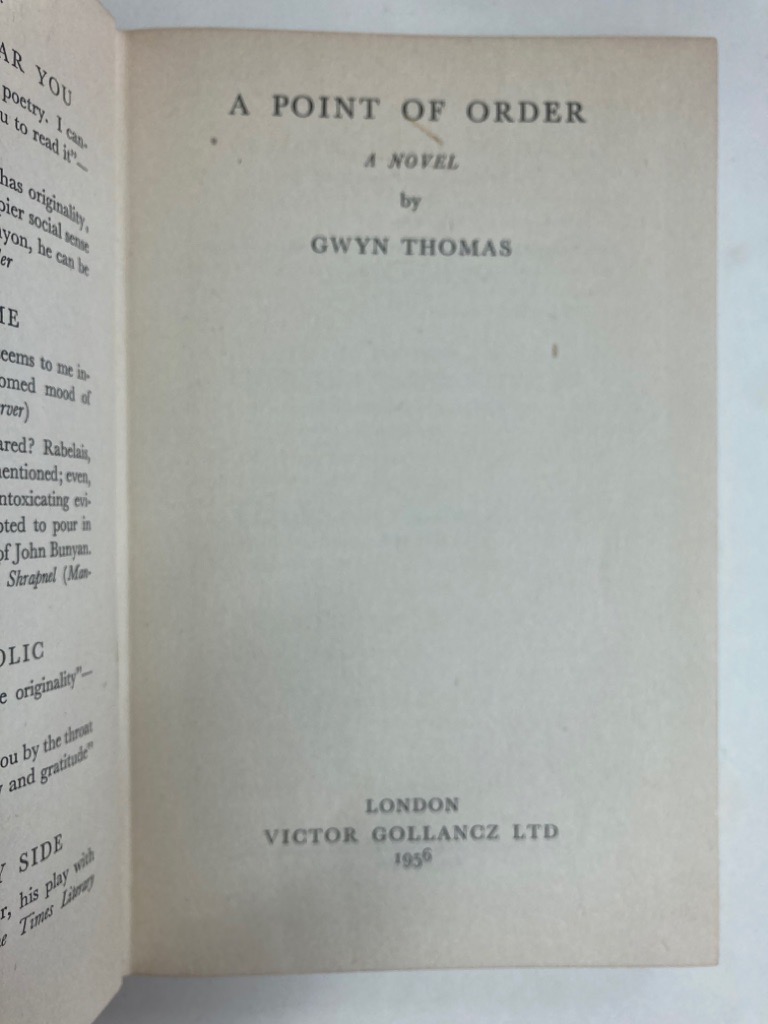 AR YOU
poetry. I can-
u to read it"—
has originality,
pier social sense
yon, he can be
er
ME
eems to me in-
omed mood of
rver)
ared? Rabelais,
entioned; even,
ntoxicating evi-
pted to pour in
of John Bunyan.
Shrapnel (Man-
OLIC
e originality"—
ou by the throat
y and gratitude"
Y SIDE
r, his play with
e Times Literary
A POINT OF ORDER
A NOVEL
by
GWYN THOMAS
LONDON
VICTOR GOLLANCZ LTD
1956